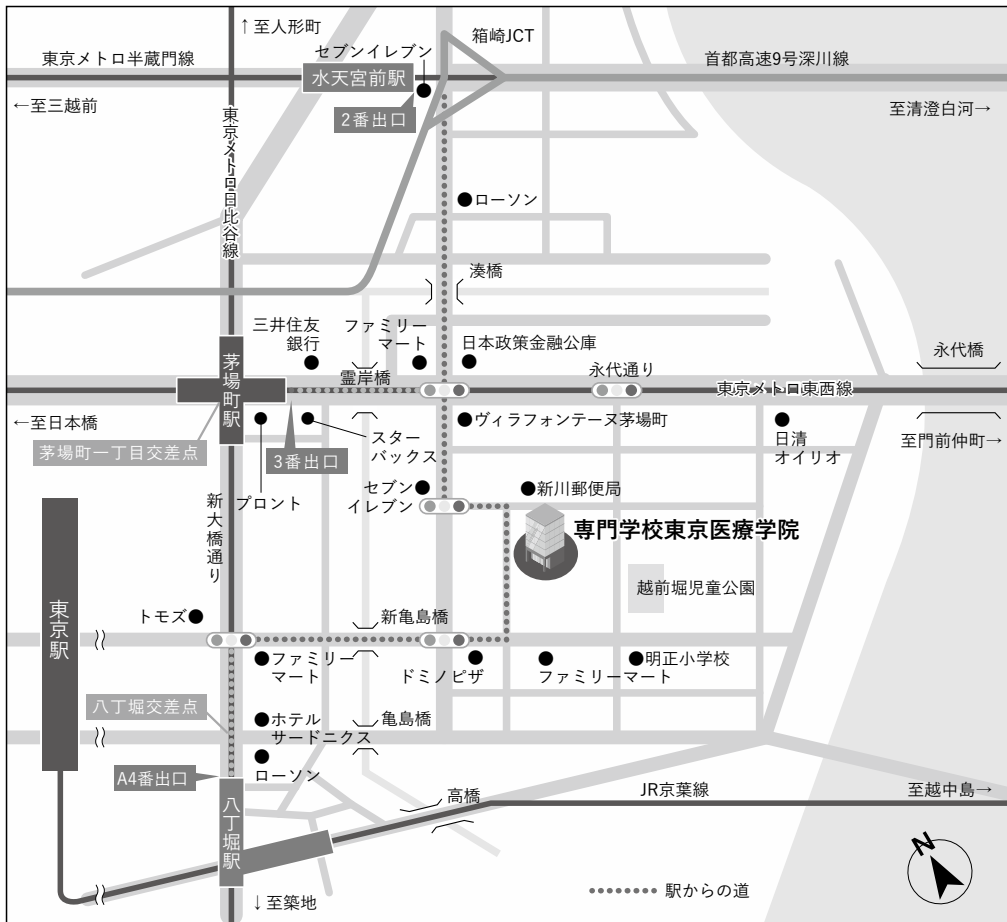 ↑至人形町
箱崎JCT
セブンイレブン
東京メトロ半蔵門線
水天宮前駅
首都高速9号深川線
←至三越前
2番出口
至清澄白河→
東京メトロ日比谷線
ローソン
湊橋
三井住友
銀行
ファミリー
マート
日本政策金融公庫
永代通り
永代橋
茅場町駅
霊岸橋
東京メトロ東西線
←至日本橋
ヴィラフォンテーヌ茅場町
茅場町一丁目交差点
3番出口
スター
バックス
日清
オイリオ
至門前仲町→
新大橋通り
プロント
セブン
イレブン
新川郵便局
専門学校東京医療学院
越前堀児童公園
東京駅
トモズ
新亀島橋
ファミリー
マート
ドミノピザ
ファミリーマート
明正小学校
八丁堀交差点
ホテル
サードニクス
亀島橋
ローソン
A4番出口
八丁堀駅
高橋
JR京葉線
至越中島→
N
↓至築地
駅からの道